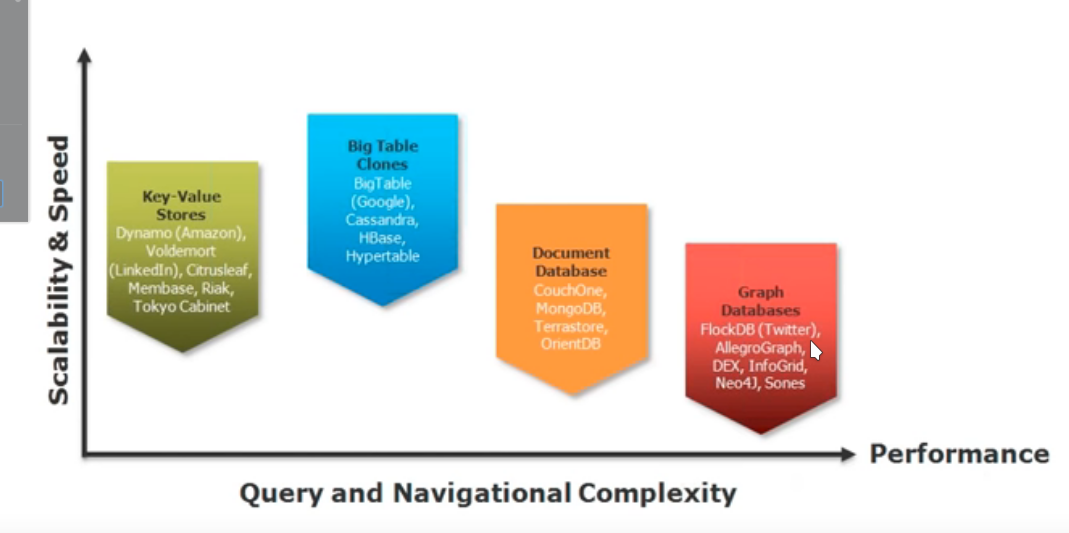 Scalability & Speed
Key-Value
Stores
Dynamo (Amazon),
Voldemort
(LinkedIn), Citrusleaf,
Membase, Riak,
Tokyo Cabinet
Big Table
Clones
BigTable
(Google),
Cassandra,
HBase,
Hypertable
Document
Database
CouchOne,
MongoDB,
Terrastore,
OrientDB
Graph
Databases
FlockDB (Twitter),
AllegroGraph,
DEX, InfoGrid,
Neo4J, Sones
Performance
Query and Navigational Complexity